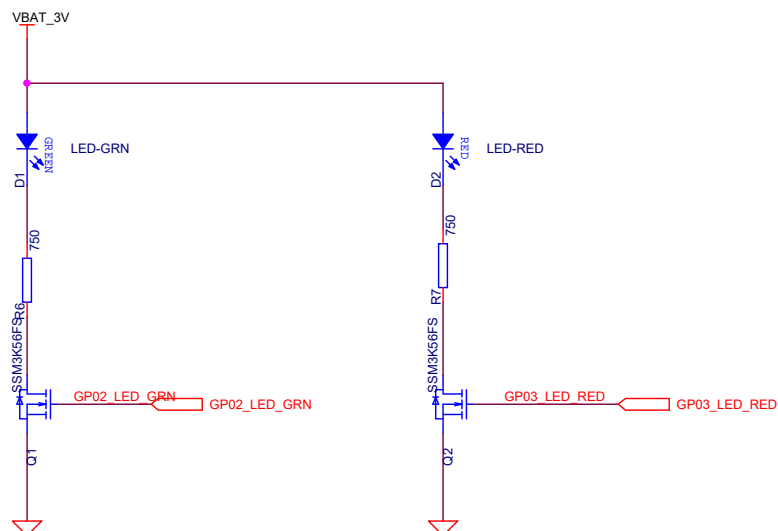 VBAT_3V
GREEN
LED-GRN
D1
RED
LED-RED
D2
750
R6
750
R7
SSM3K56FS
GP02_LED_GRN
GP02_LED_GRN
Q1
SSM3K56FS
GP03_LED_RED
GP03_LED_RED
Q2